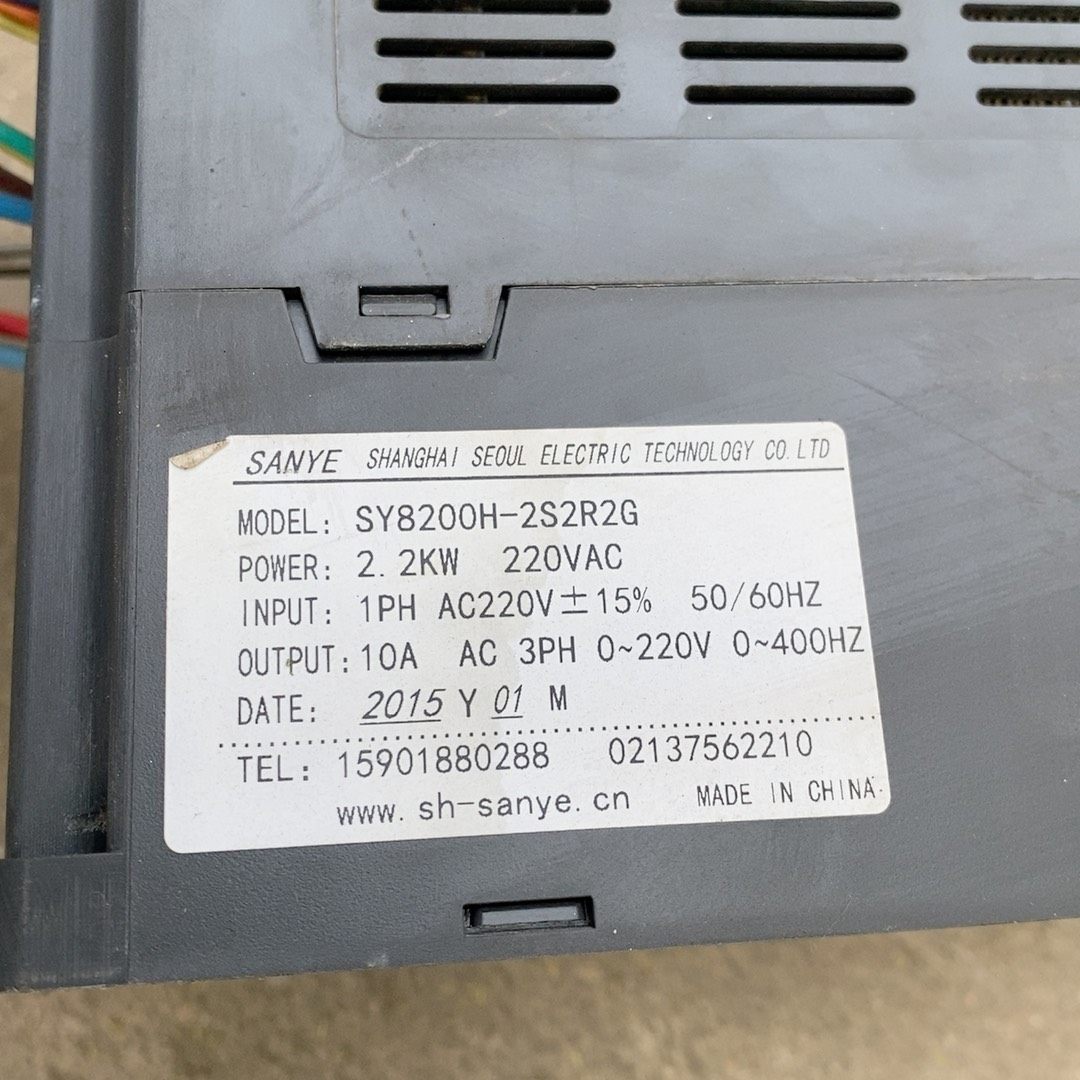 SANYE SHANGHAI SEOUL ELECTRIC TECHNOLOGY CO.LTD
MODEL: SY8200H-2S2R2G
POWER: 2.2KW 220VAC
INPUT: 1PH AC220V±15% 50/60HZ
OUTPUT: 10A AC 3PH 0~220V 0~400HZ
DATE: 2015 Y 01 M
TEL: 15901880288 02137562210
www.sh-sanye.cn MADE IN CHINA